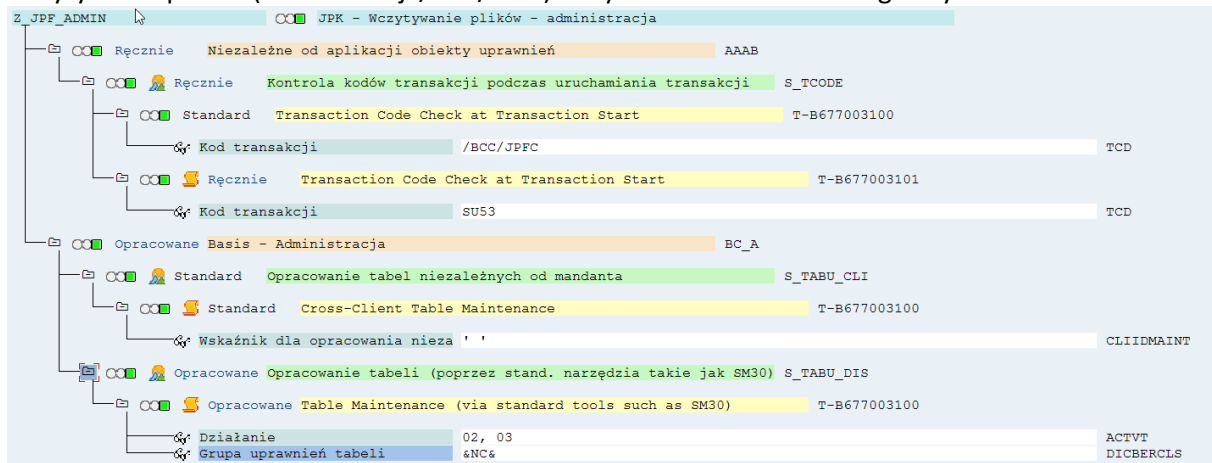 Z_JPF_ADMIN JPK - Wczytywanie plików - administracja
Ręcznie Niezależne od aplikacji obiekty uprawnień AAAB
Ręcznie Kontrola kodów transakcji podczas uruchamiania transakcji S_TCODE
Standard Transaction Code Check at Transaction Start T-B677003100
Kod transakcji /BCC/JPFC TCD
Ręcznie Transaction Code Check at Transaction Start T-B677003101
Kod transakcji SU53 TCD
Opracowane Basis - Administracja BC_A
Standard Opracowanie tabel niezależnych od mandanta S_TABU_CLI
Standard Cross-Client Table Maintenance T-B677003100
Wskaźnik dla opracowania nieza ' ' CLIIDMAINT
Opracowane Opracowanie tabeli (poprzez stand. narzędzia takie jak SM30) S_TABU_DIS
Opracowane Table Maintenance (via standard tools such as SM30) T-B677003100
Działanie 02, 03 ACTVT
Grupa uprawnień tabeli &NC& DICBERCLS